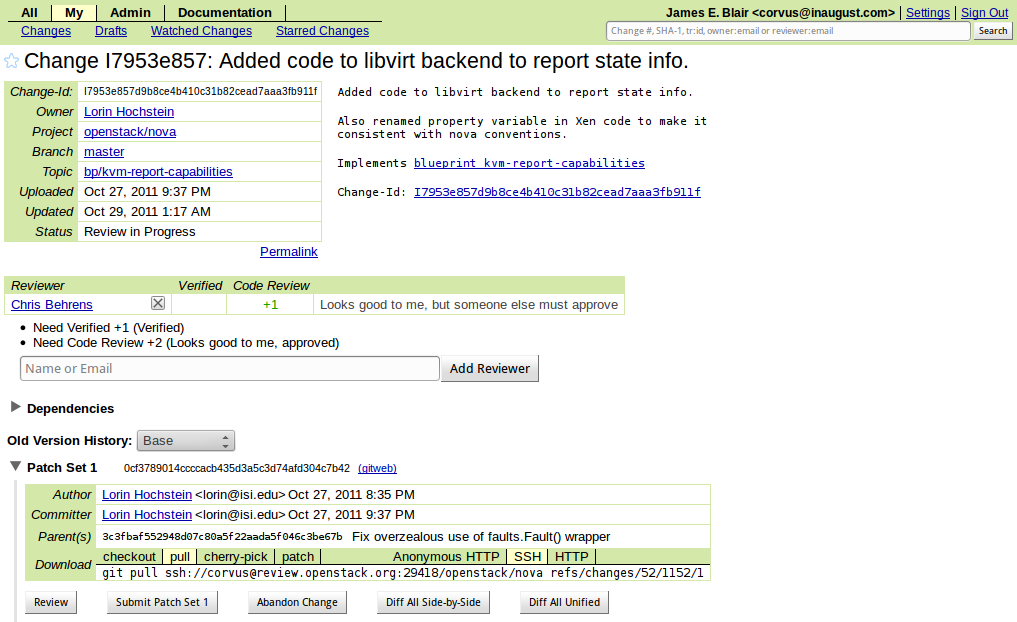 All My Admin Documentation
James E. Blair <corvus@inaugust.com> Settings Sign Out
Changes Drafts Watched Changes Starred Changes
Change #, SHA-1, tr:id, owner:email or reviewer:email Search
Change I7953e857: Added code to libvirt backend to report state info.
Change-Id: I7953e857d9b8ce4b410c31b82cead7aaa3fb911f
Owner Lorin Hochstein
Project openstack/nova
Branch master
Topic bp/kvm-report-capabilities
Uploaded Oct 27, 2011 9:37 PM
Updated Oct 29, 2011 1:17 AM
Status Review in Progress
Permalink
Added code to libvirt backend to report state info.
Also renamed property variable in Xen code to make it
consistent with nova conventions.
Implements blueprint kvm-report-capabilities
Change-Id: I7953e857d9b8ce4b410c31b82cead7aaa3fb911f
Reviewer Verified Code Review
Chris Behrens +1 Looks good to me, but someone else must approve
• Need Verified +1 (Verified)
• Need Code Review +2 (Looks good to me, approved)
Name or Email Add Reviewer
Dependencies
Old Version History: Base
Patch Set 1 0cf3789014ccccacb435d3a5c3d74afd304c7b42 (gitweb)
Author Lorin Hochstein <lorin@isi.edu> Oct 27, 2011 8:35 PM
Committer Lorin Hochstein <lorin@isi.edu> Oct 27, 2011 9:37 PM
Parent(s) 3c3fbaf552948d07c80a5f22aada5f046c3be67b Fix overzealous use of faults.Fault() wrapper
Download checkout pull cherry-pick patch Anonymous HTTP SSH HTTP
git pull ssh://corvus@review.openstack.org:29418/openstack/nova refs/changes/52/1152/1
Review Submit Patch Set 1 Abandon Change Diff All Side-by-Side Diff All Unified